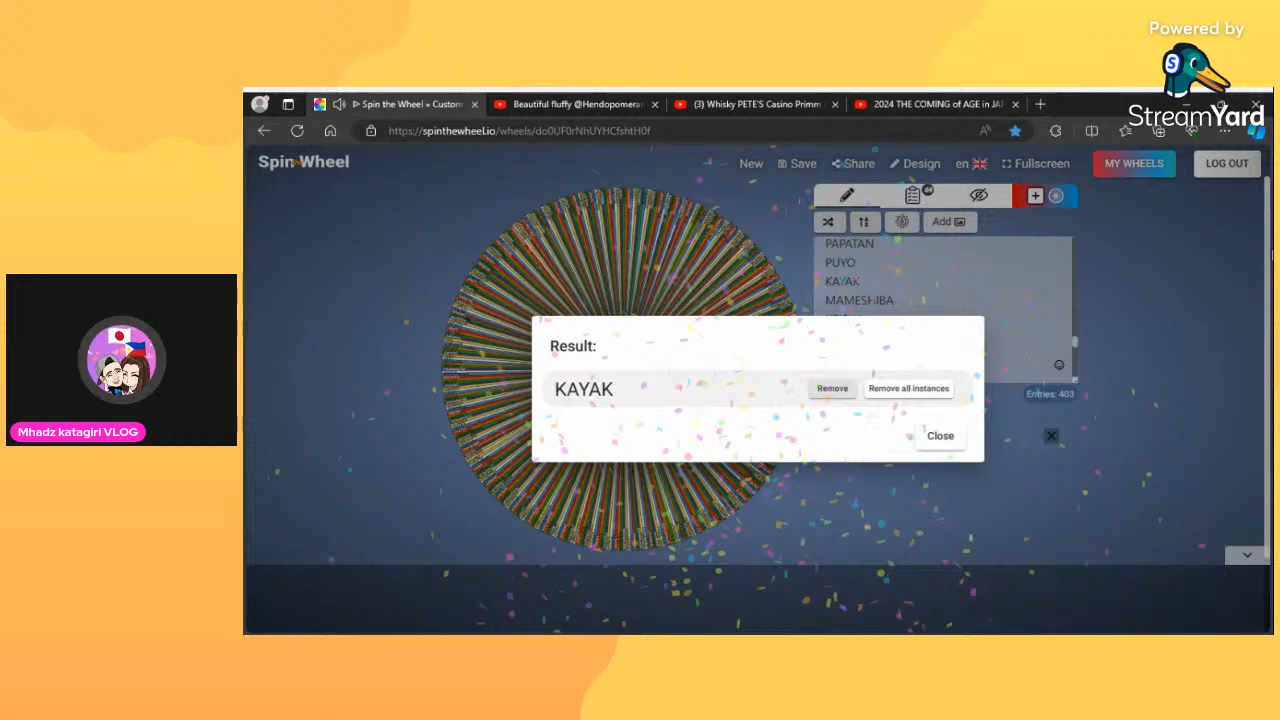 Powered by
StreamYard
Spin the Wheel » Custom
Beautiful fluffy @Hendopomeran
(3) Whisky PETE'S Casino Primm
2024 THE COMING of AGE in JAP
https://spinthewheel.io/wheels/do0UF0rNhUYHCfshtH0f
Spin Wheel
New
Save
Share
Design
en
Fullscreen
MY WHEELS
LOG OUT
Add
PAPATAN
PUYO
KAYAK
MAMESHIBA
Result:
KAYAK
Remove
Remove all instances
Close
Entries: 403
Mhadz katagiri VLOG